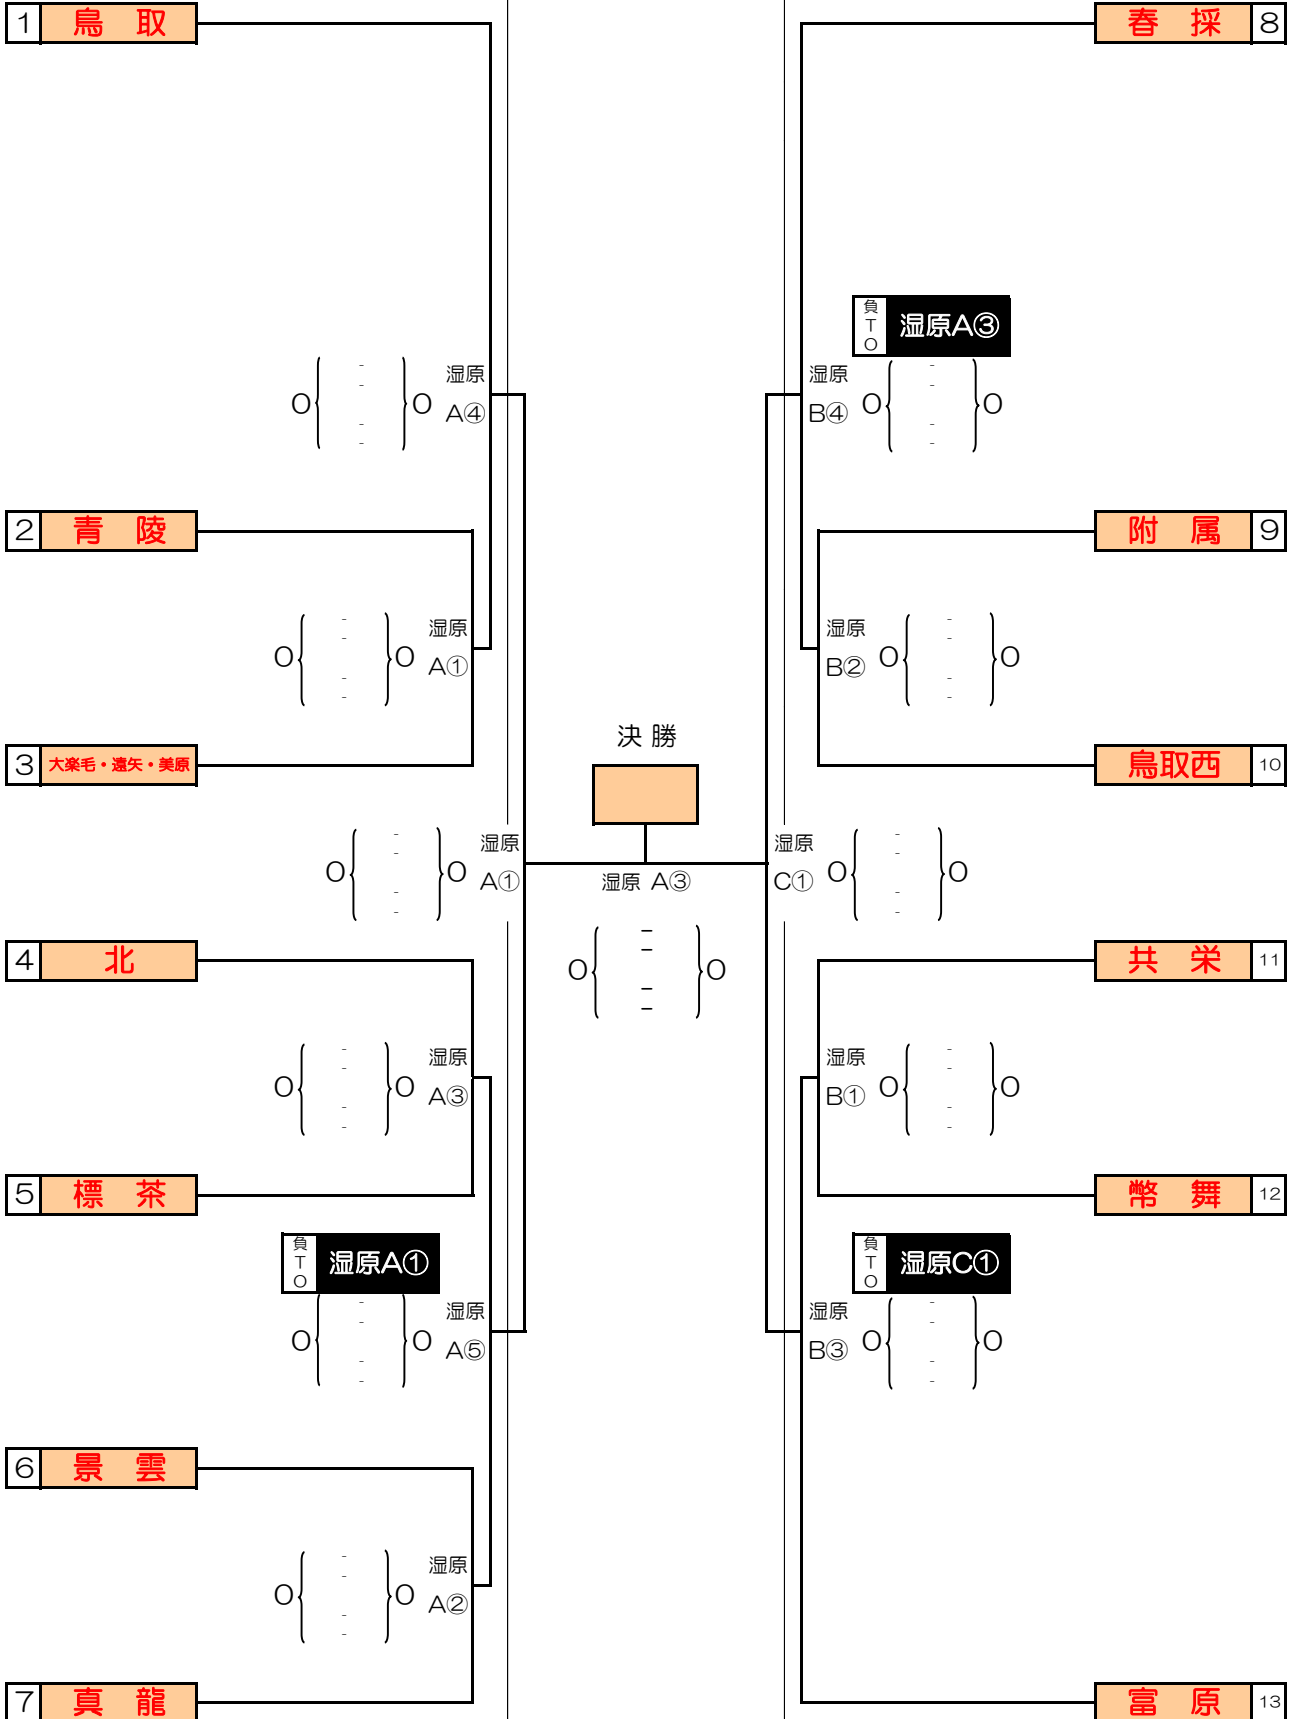 1 鳥 取
春 採 8
負TO 湿原A③
湿原
A④
0 - - - - 0
湿原
B④
0 - - - - 0
2 青 陵
附 属 9
湿原
A①
0 - - - - 0
湿原
B②
0 - - - - 0
決 勝
3 大楽毛・遠矢・美原
鳥取西 10
湿原
A①
0 - - - - 0
湿原 A③
湿原
C①
0 - - - - 0
4 北
共 栄 11
0 - - - - 0
湿原
A③
0 - - - - 0
湿原
B①
0 - - - - 0
5 標 茶
幣 舞 12
負TO 湿原A①
負TO 湿原C①
湿原
A⑤
0 - - - - 0
湿原
B③
0 - - - - 0
6 景 雲
湿原
A②
0 - - - - 0
7 真 龍
富 原 13